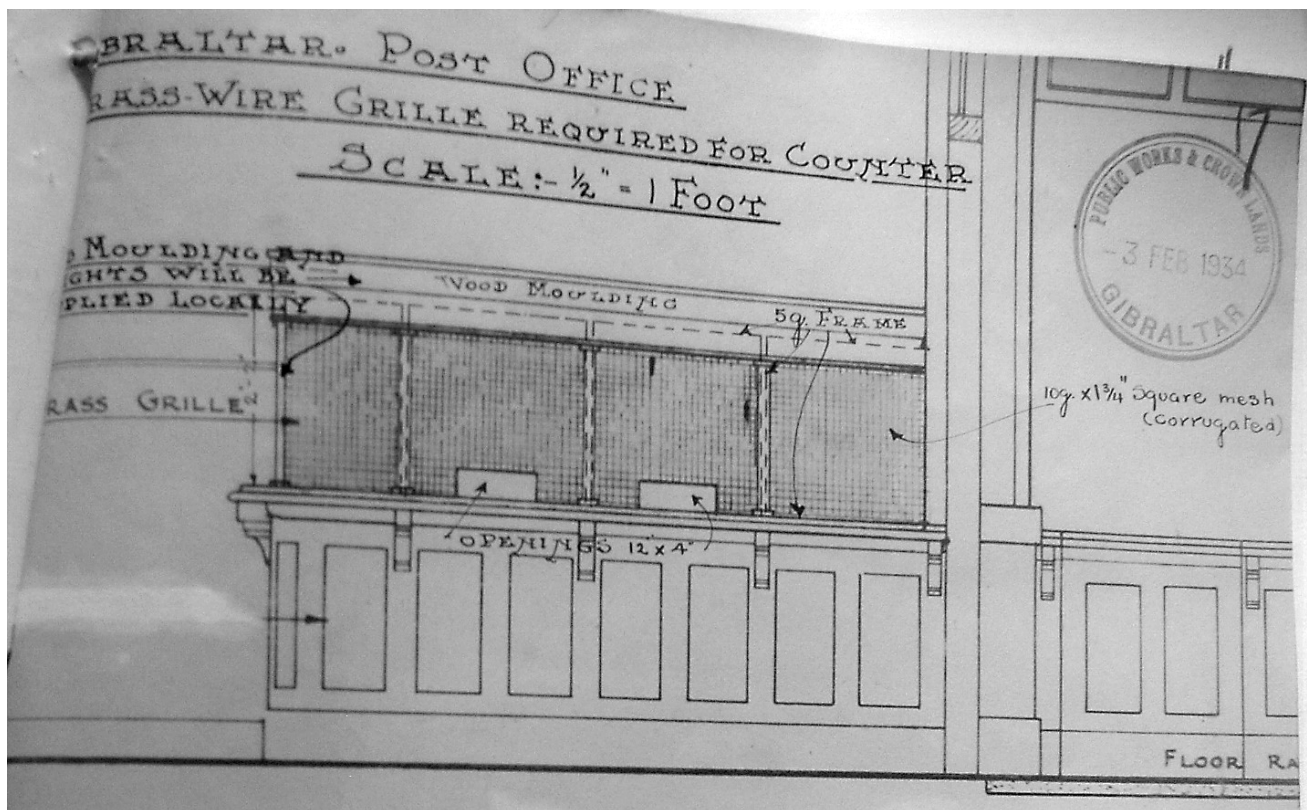 BRALTAR. POST OFFICE
RASS-WIRE GRILLE REQUIRED FOR COUNTER
SCALE:- ½" = 1 FOOT
MOULDING AND
GHTS WILL BE
PLIED LOCALLY
WOOD MOULDING
5g. FRAME
RASS GRILLE
OPENINGS 12"x4"
10g. x 1¾" Square mesh
(corrugated)
PUBLIC WORKS & CROWN LANDS
-3 FEB 1934
GIBRALTAR
FLOOR RA